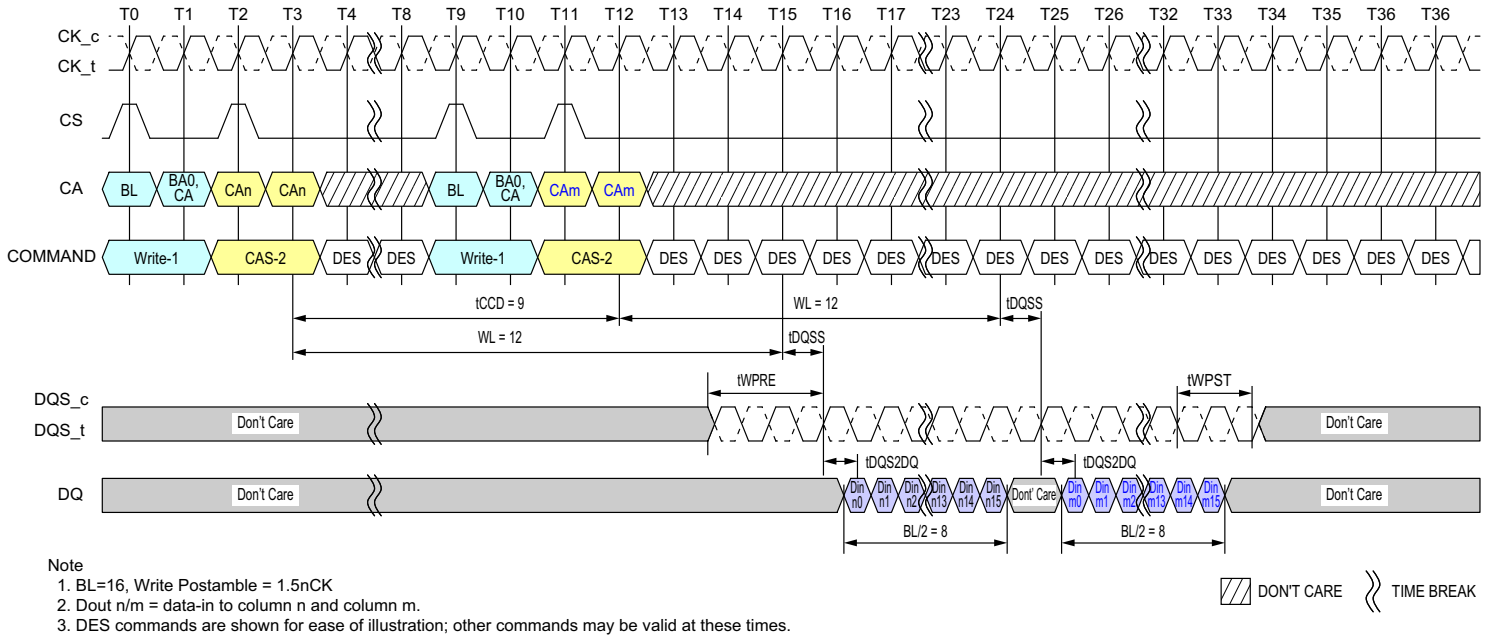 T0 T1 T2 T3 T4 T8 T9 T10 T11 T12 T13 T14 T15 T16 T17 T23 T24 T25 T26 T32 T33 T34 T35 T36 T36
CK_c
CK_t
CS
CA BL BA0, CA CAn CAn BL BA0, CA CAm CAm
COMMAND Write-1 CAS-2 DES DES Write-1 CAS-2 DES DES DES DES DES DES DES DES DES DES DES DES DES DES DES
tCCD = 9 WL = 12 tDQSS
WL = 12 tDQSS
tWPRE tWPST
DQS_c
DQS_t Don't Care Don't Care
tDQS2DQ tDQS2DQ
DQ Don't Care Din n0 Din n1 Din n2 Din n13 Din n14 Din n15 Dont' Care Din m0 Din m1 Din m2 Din m13 Din m14 Din m15 Don't Care
BL/2 = 8 BL/2 = 8
Note
1. BL=16, Write Postamble = 1.5nCK
2. Dout n/m = data-in to column n and column m.
3. DES commands are shown for ease of illustration; other commands may be valid at these times.
DON'T CARE TIME BREAK